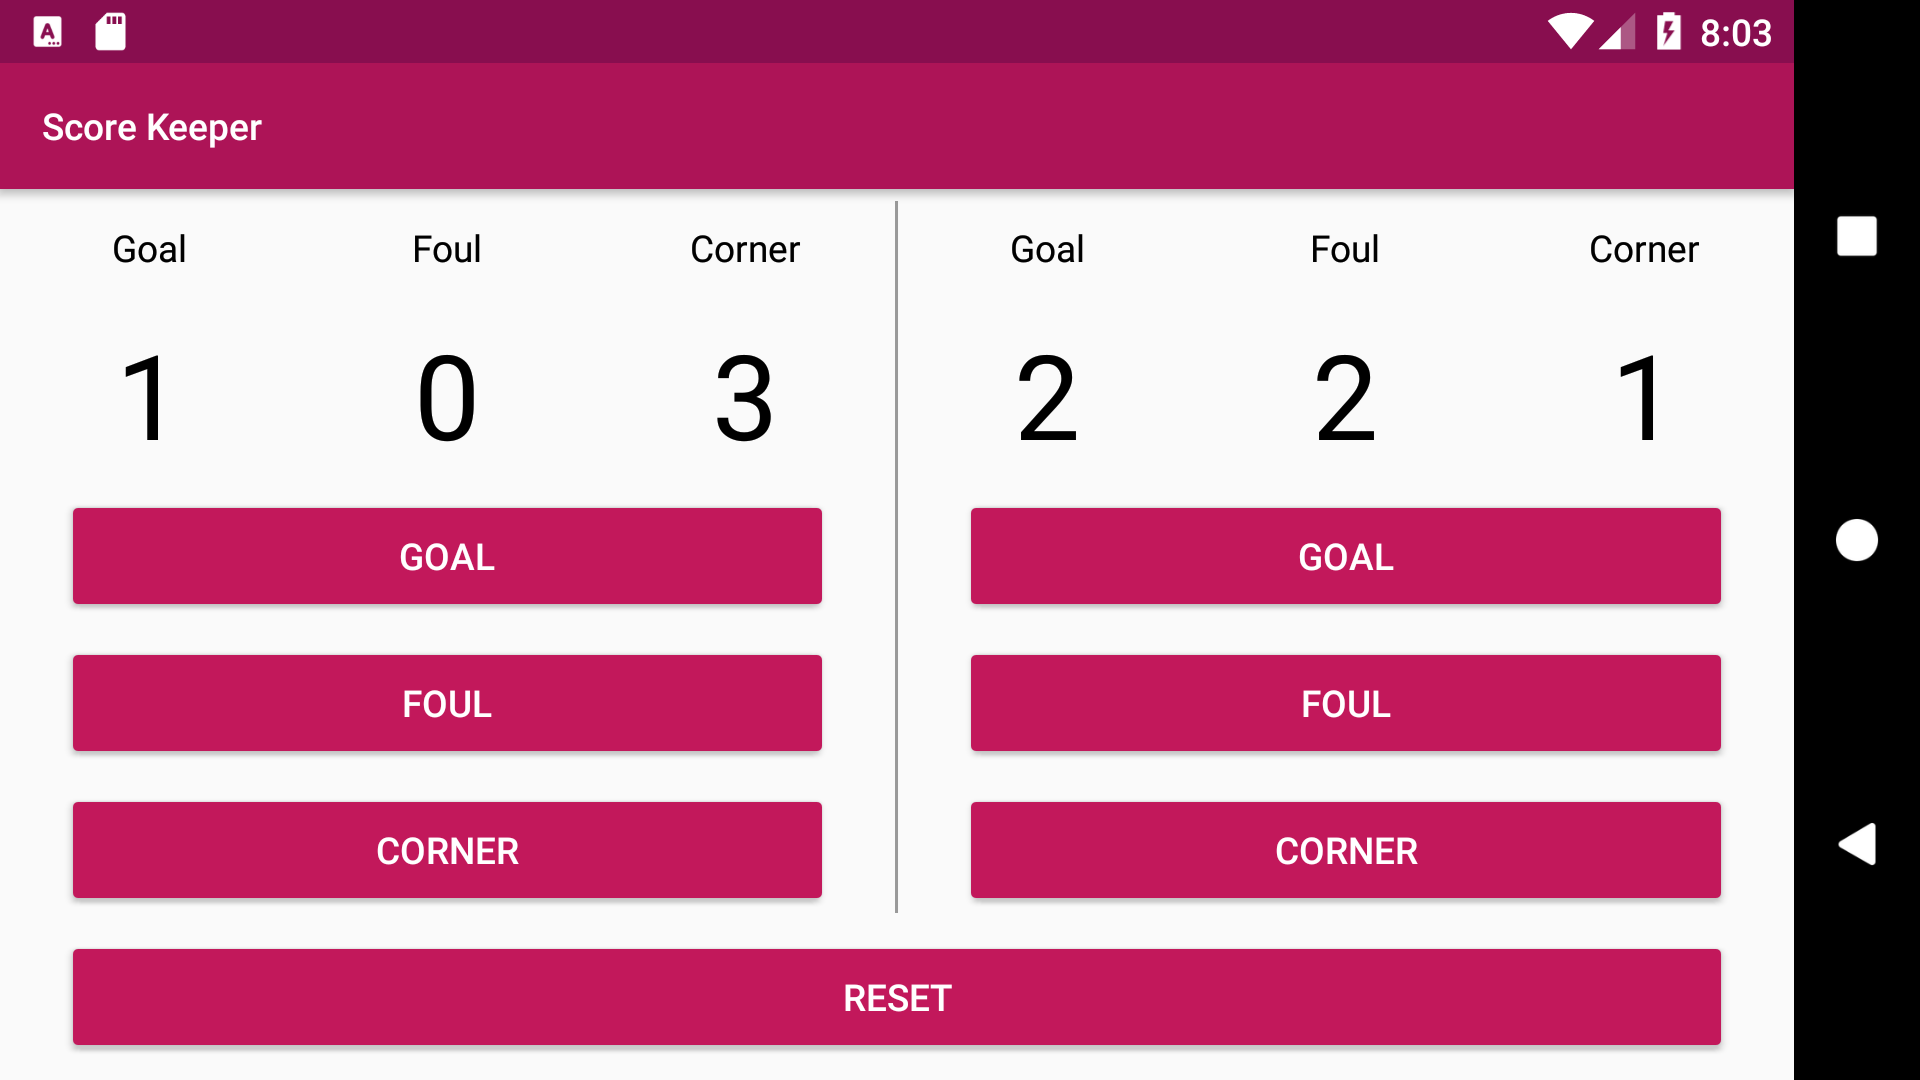 8:03
Score Keeper
Goal Foul Corner Goal Foul Corner
1 0 3 2 2 1
GOAL GOAL
FOUL FOUL
CORNER CORNER
RESET